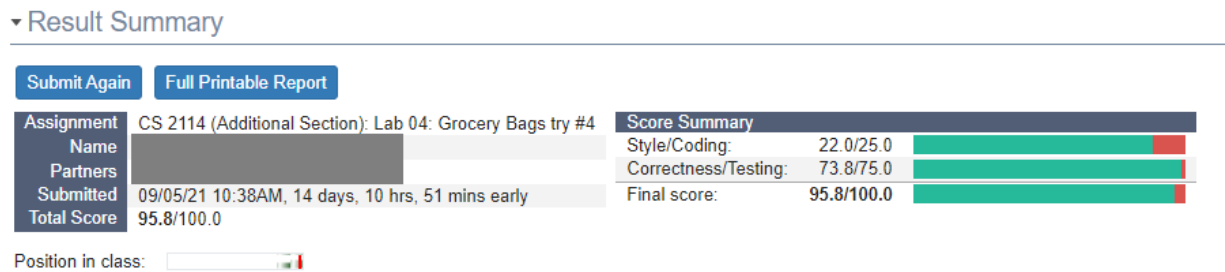 Result Summary
Submit Again Full Printable Report
Assignment CS 2114 (Additional Section): Lab 04: Grocery Bags try #4
Name
Partners
Submitted 09/05/21 10:38AM, 14 days, 10 hrs, 51 mins early
Total Score 95.8/100.0
Score Summary
Style/Coding: 22.0/25.0
Correctness/Testing: 73.8/75.0
Final score: 95.8/100.0
Position in class: